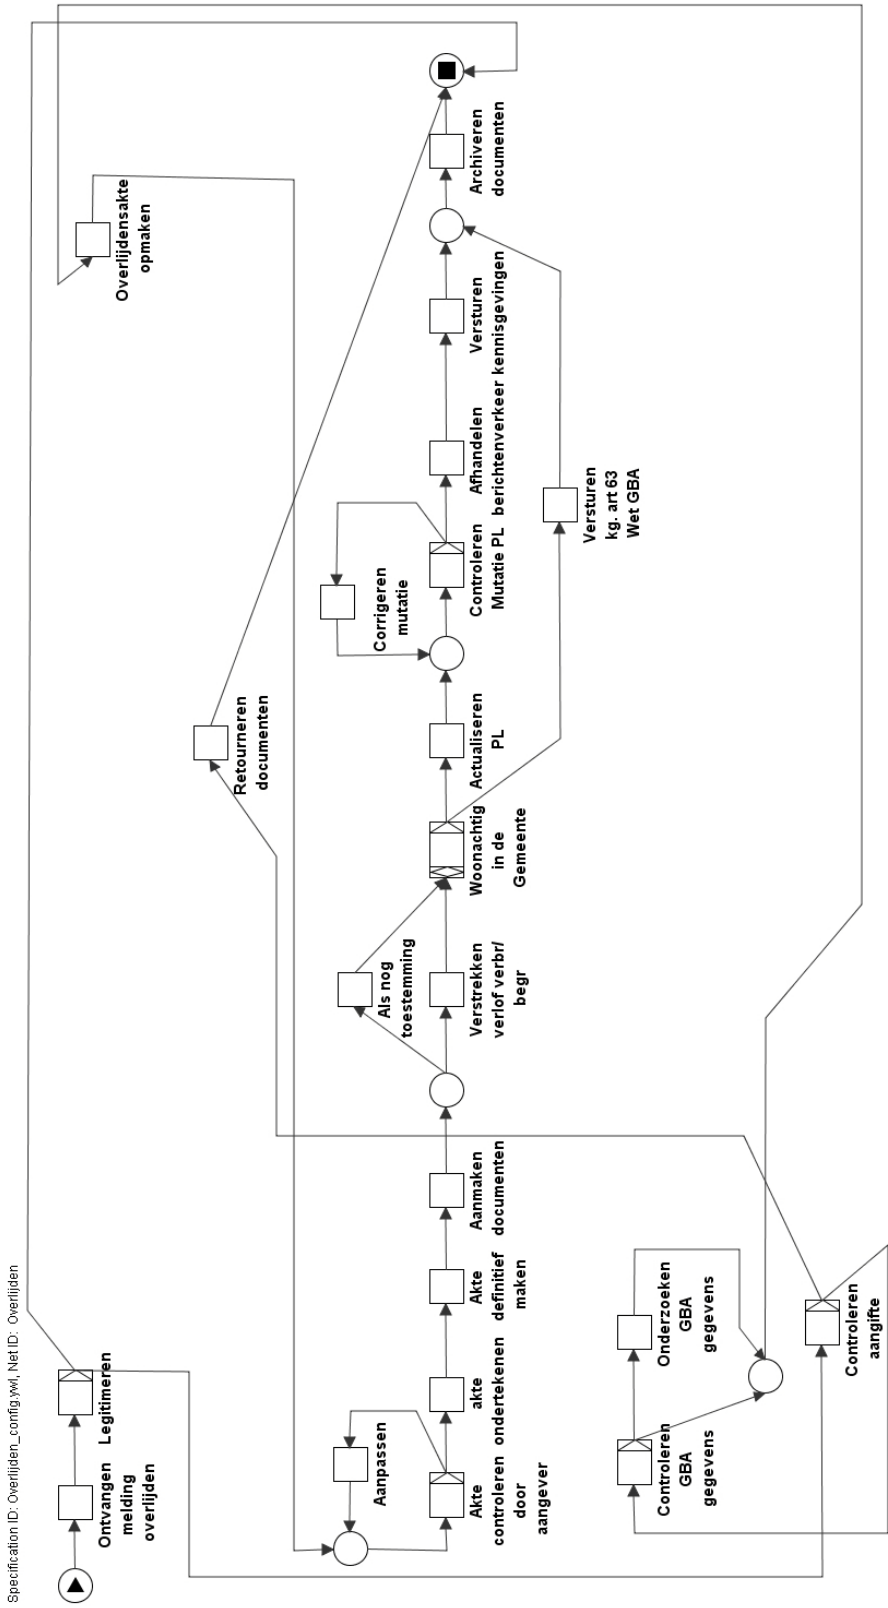 Specification ID: Overlijden_config.ywl, Net ID: Overlijden
Overlijdensakte
opmaken
Archiveren
documenten
Versturen
kennisgevingen
Afhandelen
berichtenverkeer
Versturen
kg. art 63
Wet GBA
Controleren
Mutatie PL
Corrigeren
mutatie
Retourneren
documenten
Actualiseren
PL
Woonachtig
in de
Gemeente
Als nog
toestemming
Verstrekken
verlof verbr/
begr
Aanmaken
documenten
Akte
definitief
maken
akte
ondertekenen
Aanpassen
Akte
controleren
door
aangever
Legitimeren
Ontvangen
melding
overlijden
Onderzoeken
GBA
gegevens
Controleren
GBA
gegevens
Controleren
aangifte